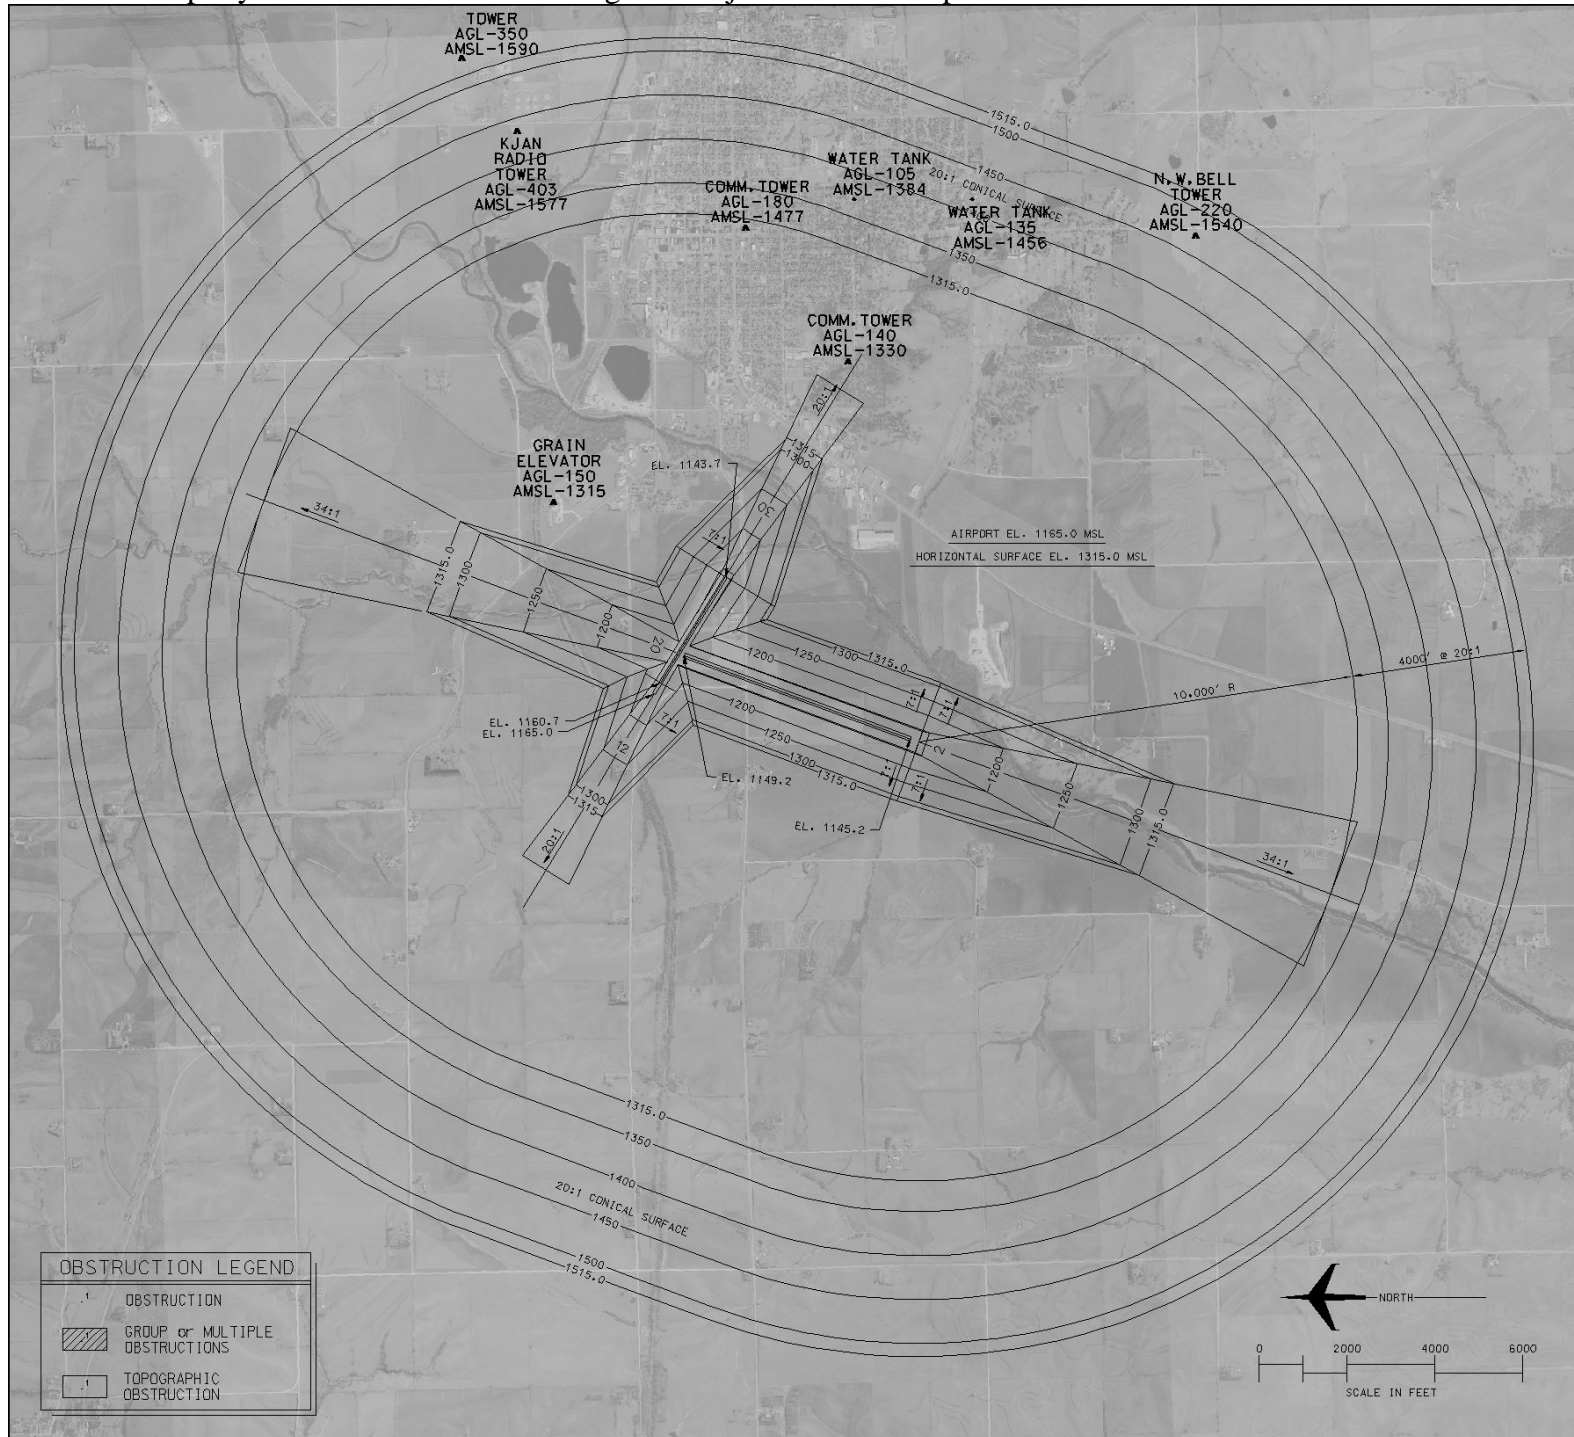 TOWER
AGL-350
AMSL-1590
KJAN
RADIO
TOWER
AGL-403
AMSL-1577
COMM. TOWER
AGL-180
AMSL-1477
WATER TANK
AGL-105
AMSL-1384
WATER TANK
AGL-135
AMSL-1456
N.W.BELL
TOWER
AGL-220
AMSL-1540
1515.0
1500
1450
20:1 CONICAL SURFACE
1350
1315.0
COMM. TOWER
AGL-140
AMSL-1330
20:1
1315
1300
30
7:1
EL. 1143.7
GRAIN
ELEVATOR
AGL-150
AMSL-1315
34:1
1315.0
1300
1250
1200
20
AIRPORT EL. 1165.0 MSL
HORIZONTAL SURFACE EL. 1315.0 MSL
1200
1250
1300
1315.0
4000' @ 20:1
10,000' R
7:1
7:1
EL. 1160.7
EL. 1165.0
7:1
12
1300
1315
20:1
1200
1250
1300
1315.0
EL. 1149.2
2
7:1
7:1
EL. 1145.2
1200
1250
1300
1315.0
34:1
1315.0
1350
1400
20:1 CONICAL SURFACE
1450
1500
1515.0
OBSTRUCTION LEGEND
.1 OBSTRUCTION
.1 GROUP or MULTIPLE
OBSTRUCTIONS
.1 TOPOGRAPHIC
OBSTRUCTION
NORTH
0 2000 4000 6000
SCALE IN FEET